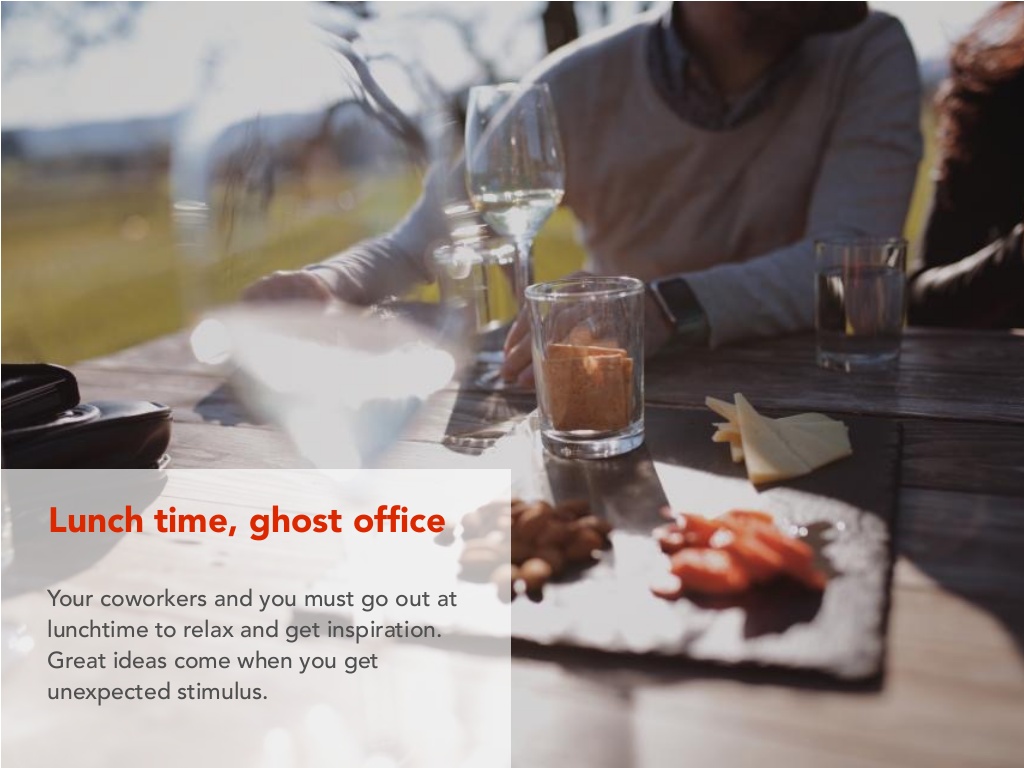 Lunch time, ghost office
Your coworkers and you must go out at
lunchtime to relax and get inspiration.
Great ideas come when you get
unexpected stimulus.